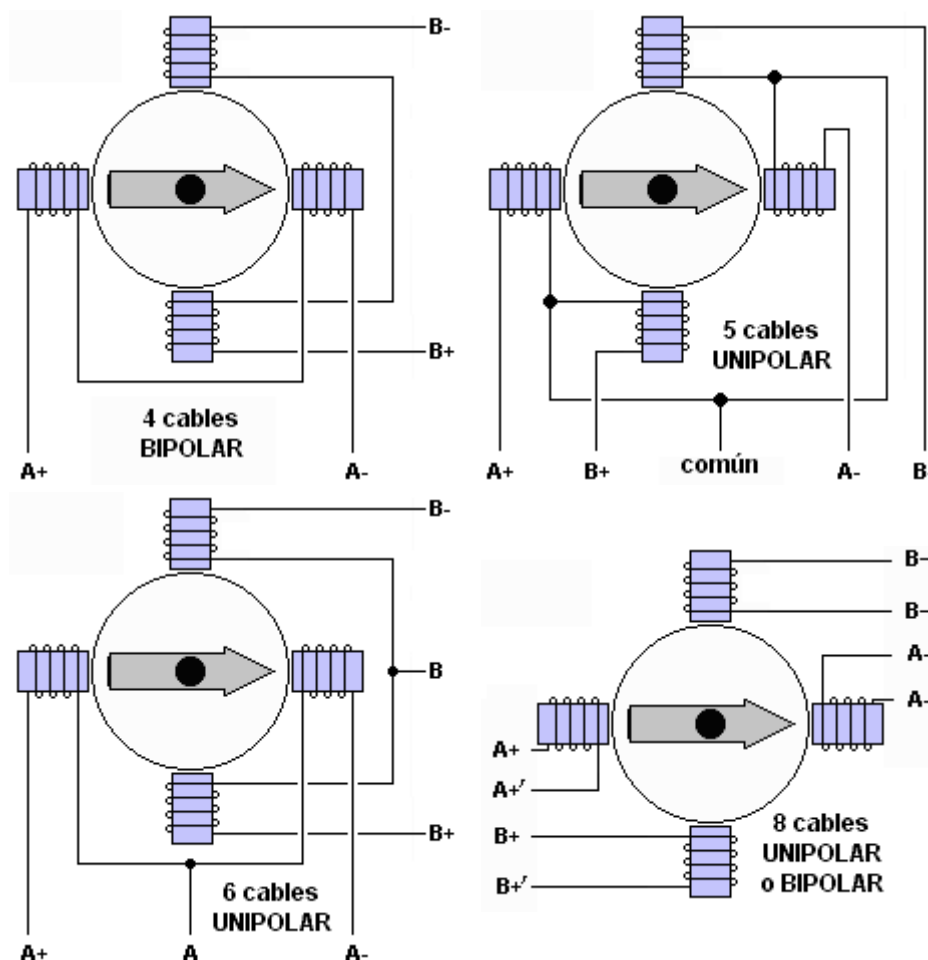 B-
B+
4 cables
BIPOLAR
A+
A-
5 cables
UNIPOLAR
A+
B+
común
A-
B
B-
B
B+
6 cables
UNIPOLAR
A+
A
A-
B-
B-
A-
A-
A+
A+'
B+
B+'
8 cables
UNIPOLAR
o BIPOLAR